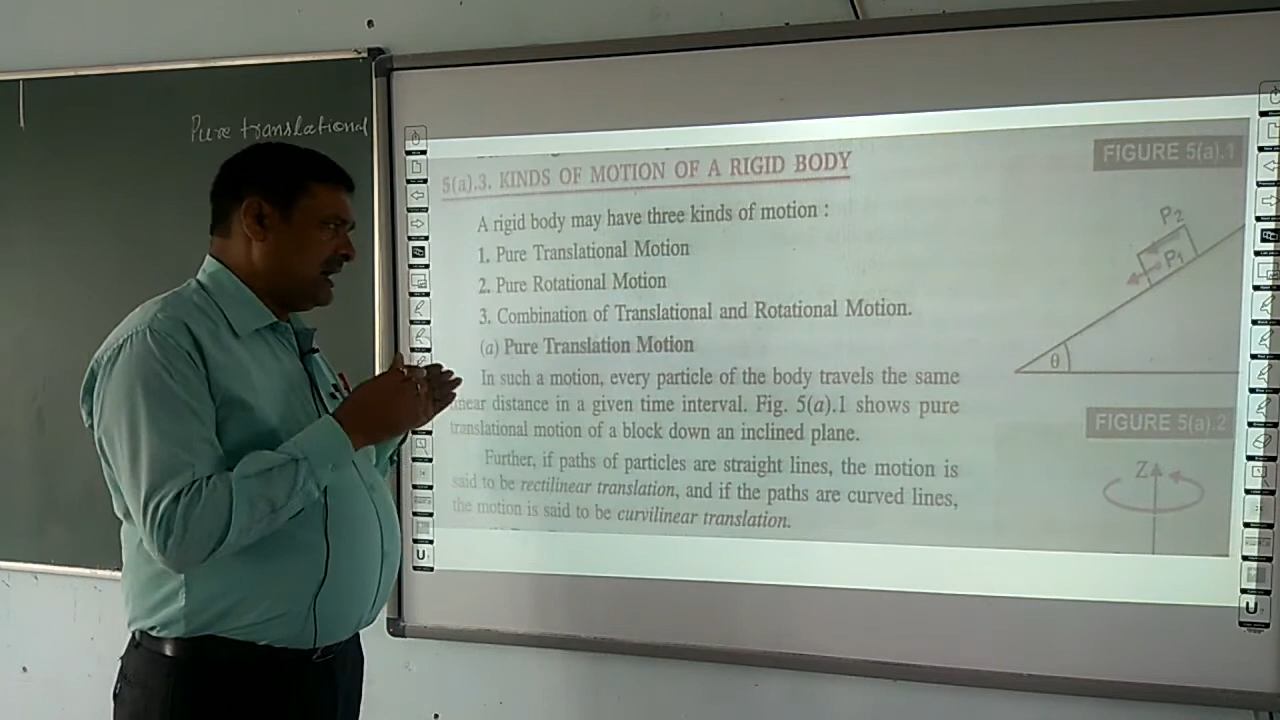 Pure translational
5(a).3. KINDS OF MOTION OF A RIGID BODY
A rigid body may have three kinds of motion :
1. Pure Translational Motion
2. Pure Rotational Motion
3. Combination of Translational and Rotational Motion.
(a) Pure Translation Motion
In such a motion, every particle of the body travels the same
near distance in a given time interval. Fig. 5(a).1 shows pure
translational motion of a block down an inclined plane.
Further, if paths of particles are straight lines, the motion is
said to be rectilinear translation, and if the paths are curved lines,
the motion is said to be curvilinear translation.
FIGURE 5(a).1
P2
P1
θ
FIGURE 5(a).2
Z